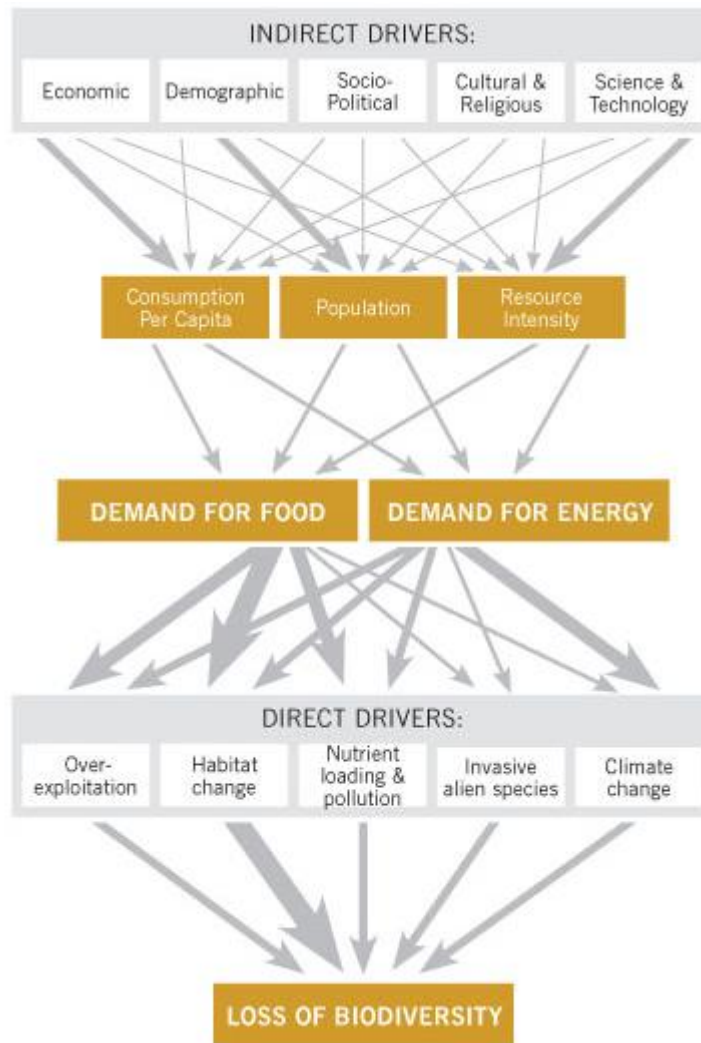 INDIRECT DRIVERS:
Economic
Demographic
Socio-
Political
Cultural &
Religious
Science &
Technology
Consumption
Per Capita
Population
Resource
Intensity
DEMAND FOR FOOD
DEMAND FOR ENERGY
DIRECT DRIVERS:
Over-
exploitation
Habitat
change
Nutrient
loading &
pollution
Invasive
alien species
Climate
change
LOSS OF BIODIVERSITY